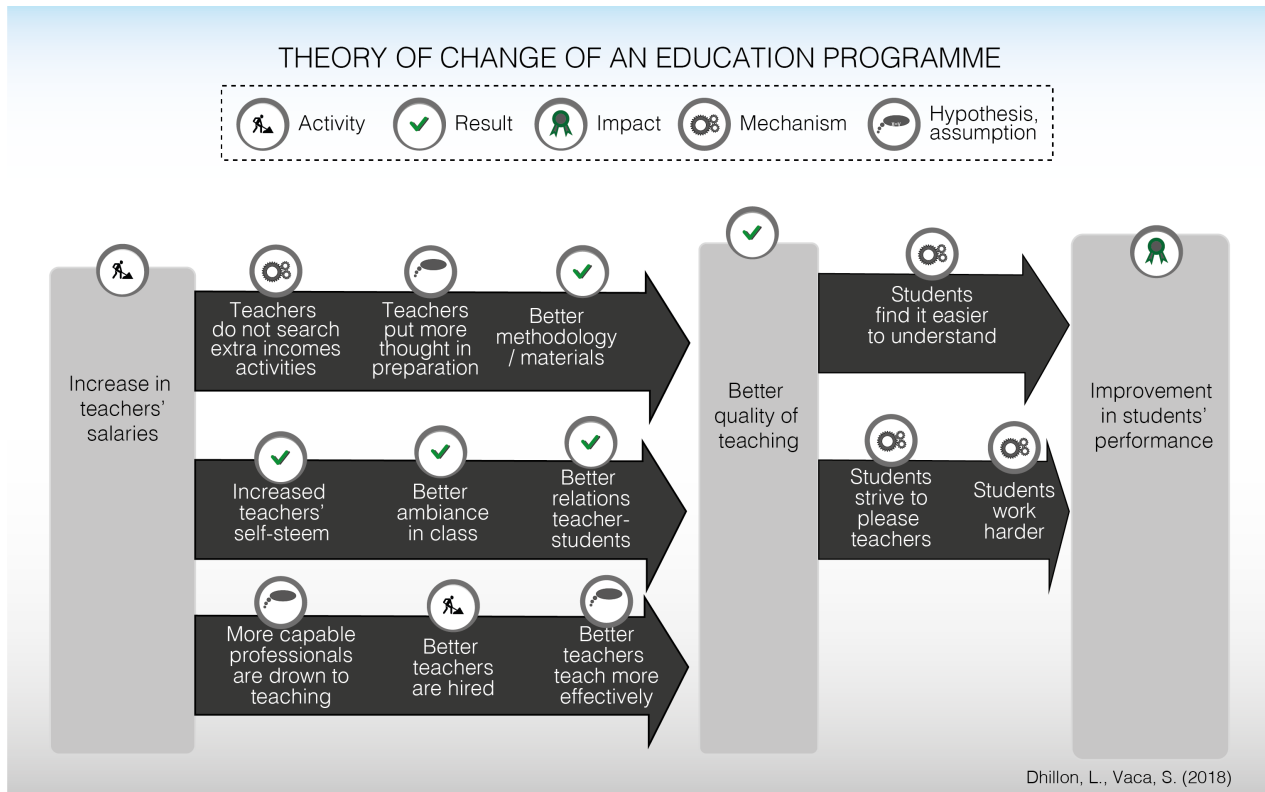 THEORY OF CHANGE OF AN EDUCATION PROGRAMME
Activity
Result
Impact
Mechanism
Hypothesis,
assumption
Increase in
teachers'
salaries
Teachers
do not search
extra incomes
activities
Teachers
put more
thought in
preparation
Better
methodology
/ materials
Increased
teachers'
self-steem
Better
ambiance
in class
Better
relations
teacher-
students
More capable
professionals
are drown to
teaching
Better
teachers
are hired
Better
teachers
teach more
effectively
Better
quality of
teaching
Students
find it easier
to understand
Students
strive to
please
teachers
Students
work
harder
Improvement
in students'
performance
Dhillon, L., Vaca, S. (2018)